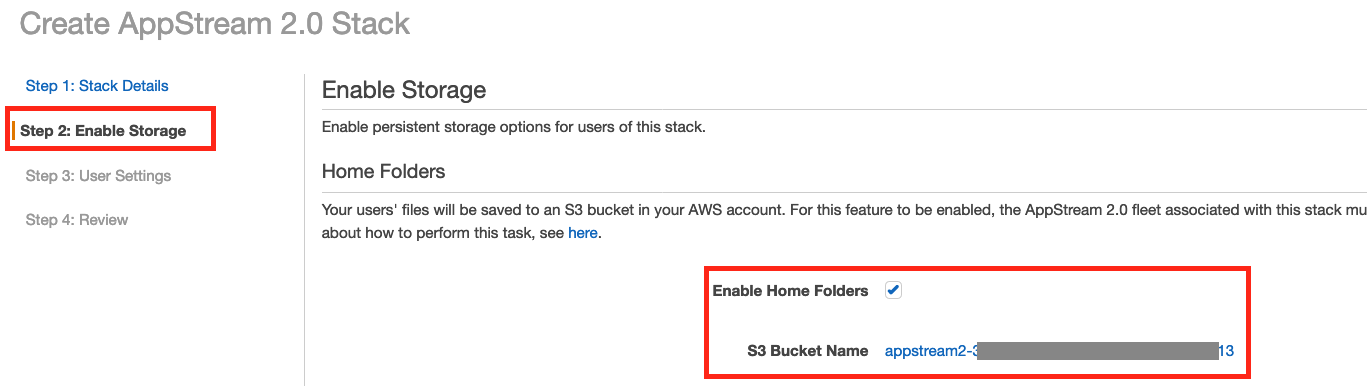 Create AppStream 2.0 Stack
Step 1: Stack Details
Step 2: Enable Storage
Step 3: User Settings
Step 4: Review
Enable Storage
Enable persistent storage options for users of this stack.
Home Folders
Your users' files will be saved to an S3 bucket in your AWS account. For this feature to be enabled, the AppStream 2.0 fleet associated with this stack mu
about how to perform this task, see here.
Enable Home Folders
S3 Bucket Name appstream2-3 13